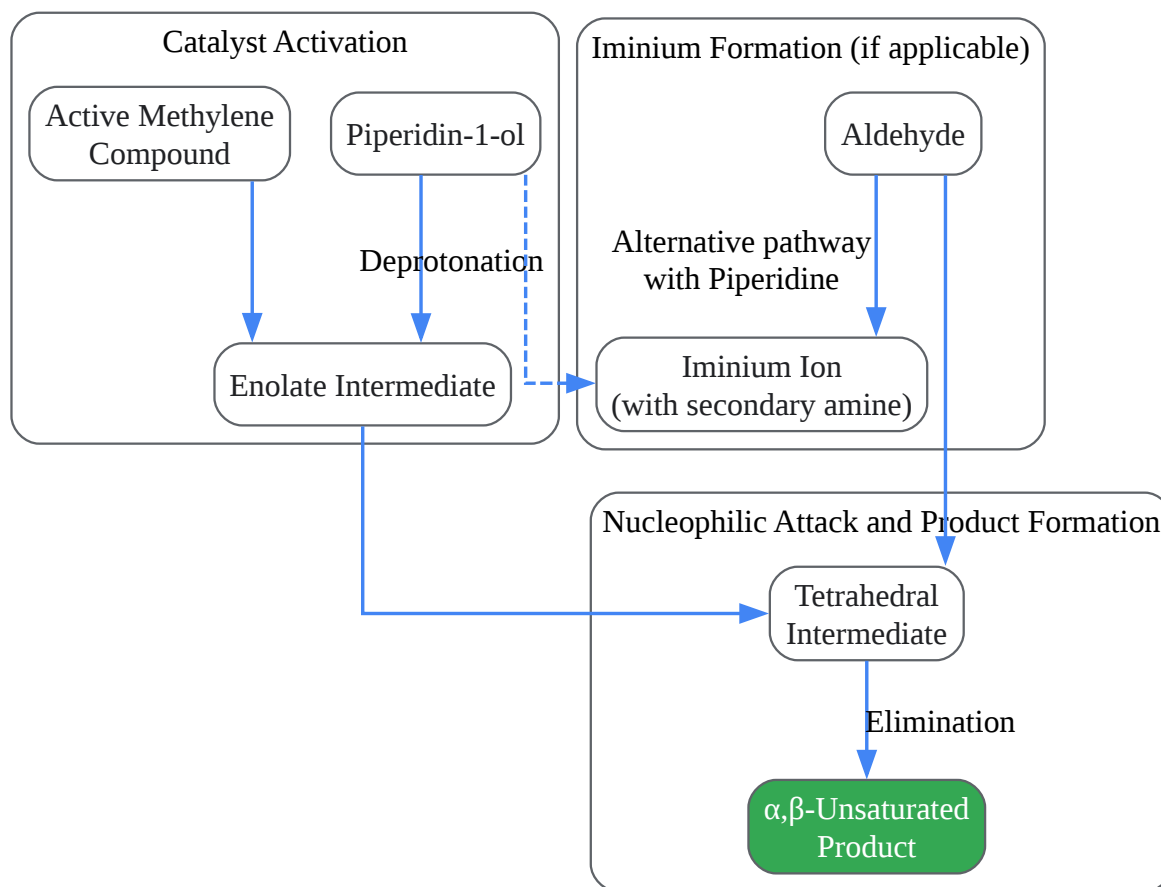 Catalyst Activation
Active Methylene
Compound
Piperidin-1-ol
Deprotonation
Enolate Intermediate
Iminium Formation (if applicable)
Aldehyde
Alternative pathway
with Piperidine
Iminium Ion
(with secondary amine)
Nucleophilic Attack and Product Formation
Tetrahedral
Intermediate
Elimination
α,β-Unsaturated
Product